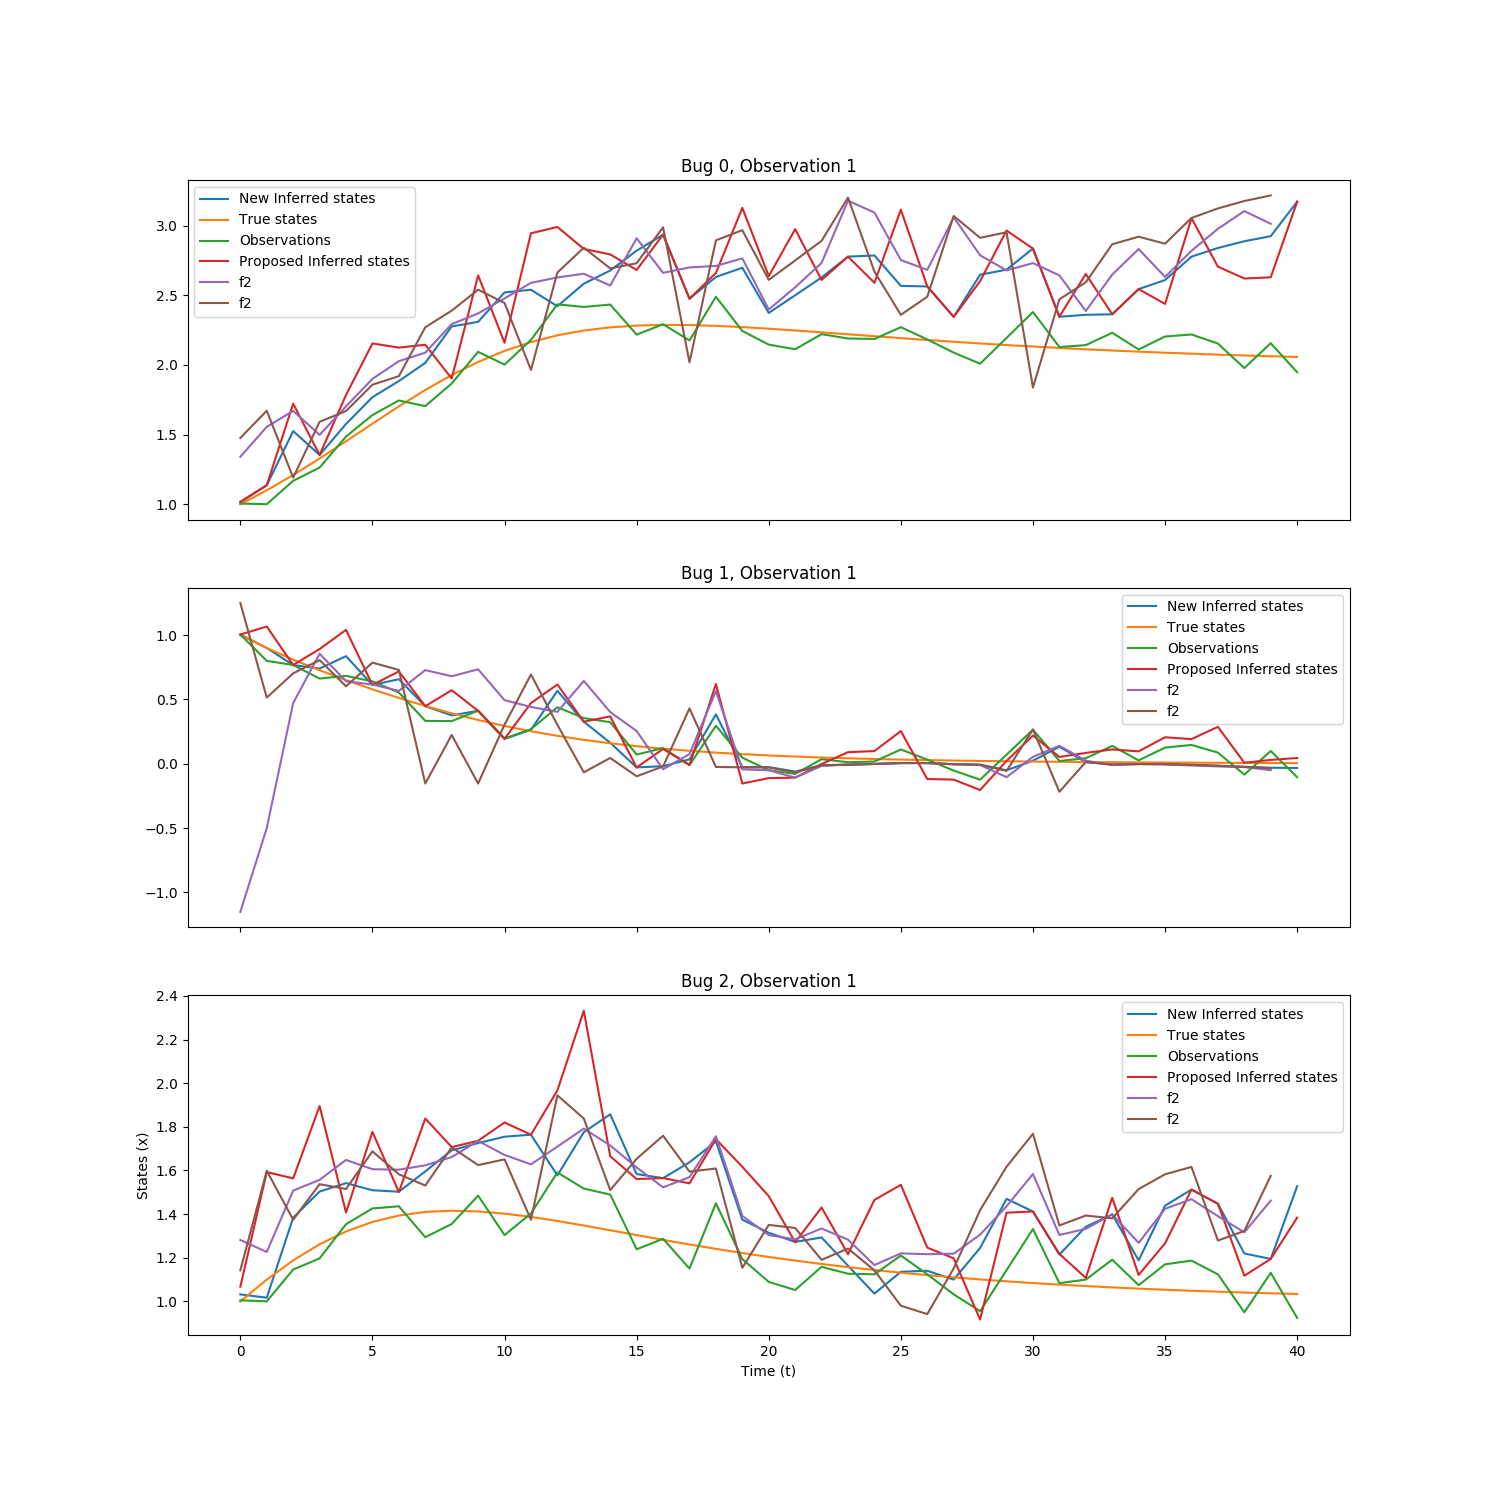 Bug 0, Observation 1
New Inferred states
True states
Observations
Proposed Inferred states
f2
f2
3.0
2.5
2.0
1.5
1.0
Bug 1, Observation 1
New Inferred states
True states
Observations
Proposed Inferred states
f2
f2
1.0
0.5
0.0
−0.5
−1.0
Bug 2, Observation 1
New Inferred states
True states
Observations
Proposed Inferred states
f2
f2
2.4
2.2
2.0
1.8
1.6
1.4
1.2
1.0
States (x)
0 5 10 15 20 25 30 35 40
Time (t)